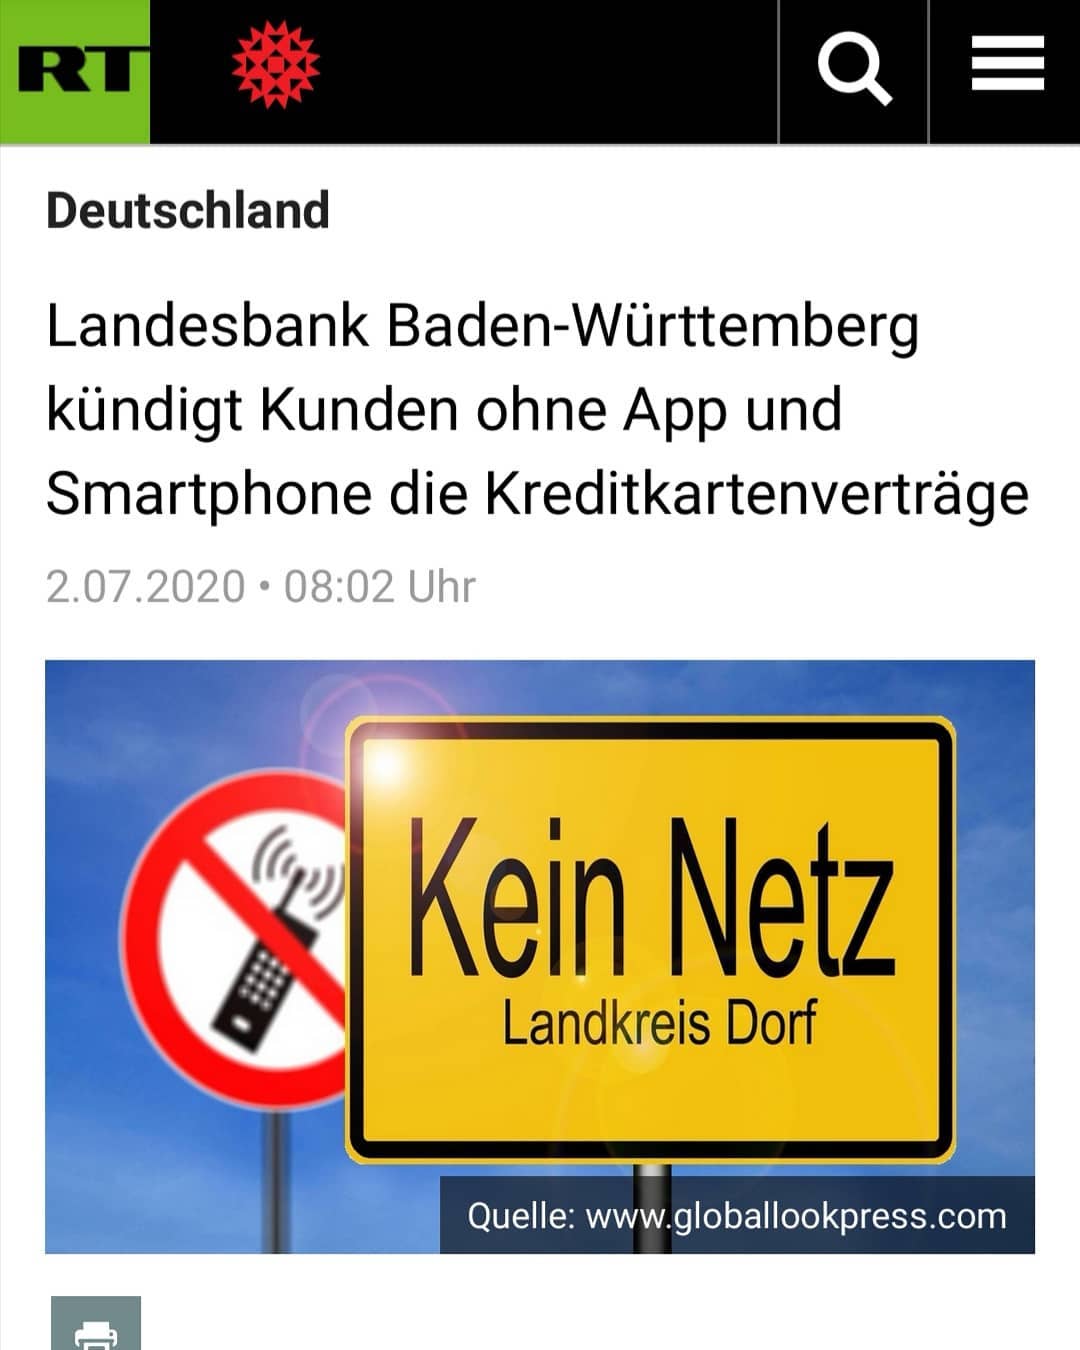 RT
Deutschland
Landesbank Baden-Württemberg
kündigt Kunden ohne App und
Smartphone die Kreditkartenverträge
2.07.2020 • 08:02 Uhr
Kein Netz
Landkreis Dorf
Quelle: www.globallookpress.com